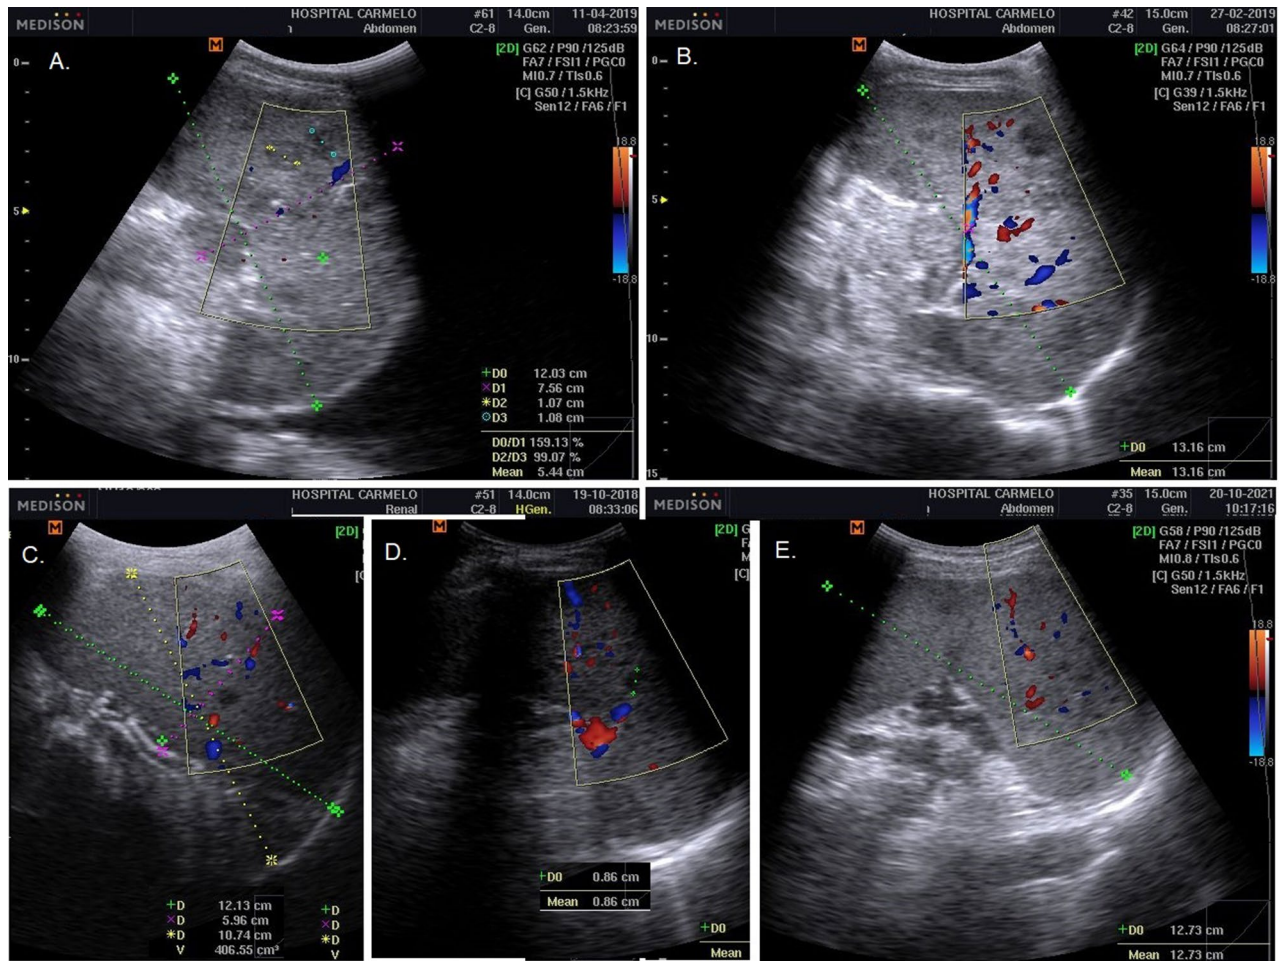 MEDISON
HOSPITAL CARMELO
Abdomen
#61
C2-8
14.0cm
Gen.
11-04-2019
08:23:59
M
A.
[2D] G62 / P90 /125dB
FA7 / FSI1 / PGC0
MI0.7 / TIs0.6
[C] G50 / 1.5kHz
Sen12 / FA6 / F1
18.8
-18.8
0
5
10
D0 12.03 cm
D1 7.56 cm
D2 1.07 cm
D3 1.08 cm
D0/D1 159.13 %
D2/D3 99.07 %
Mean 5.44 cm
MEDISON
HOSPITAL CARMELO
Abdomen
#42
C2-8
15.0cm
Gen.
27-02-2019
08:27:01
M
B.
[2D] G64 / P90 /125dB
FA7 / FSI1 / PGC0
MI0.7 / TIs0.6
[C] G39 / 1.5kHz
Sen12 / FA6 / F1
18.8
-18.8
0
5
10
15
D0 13.16 cm
Mean 13.16 cm
MEDISON
HOSPITAL CARMELO
Renal
#51
C2-8
14.0cm
HGen.
19-10-2018
08:33:06
M
C.
[2D]
[C
D 12.13 cm
D 5.96 cm
D 10.74 cm
V 406.55 cm³
D
D
D
V
M
D.
[2D] G
[C]
D0 0.86 cm
Mean 0.86 cm
D0
Mean
MEDISON
HOSPITAL CARMELO
Abdomen
#35
C2-8
15.0cm
Gen.
20-10-2021
10:17:16
M
E.
[2D] G58 / P90 /125dB
FA7 / FSI1 / PGC0
MI0.8 / TIs0.6
[C] G50 / 1.5kHz
Sen12 / FA6 / F1
18.8
-18.8
D0 12.73 cm
Mean 12.73 cm